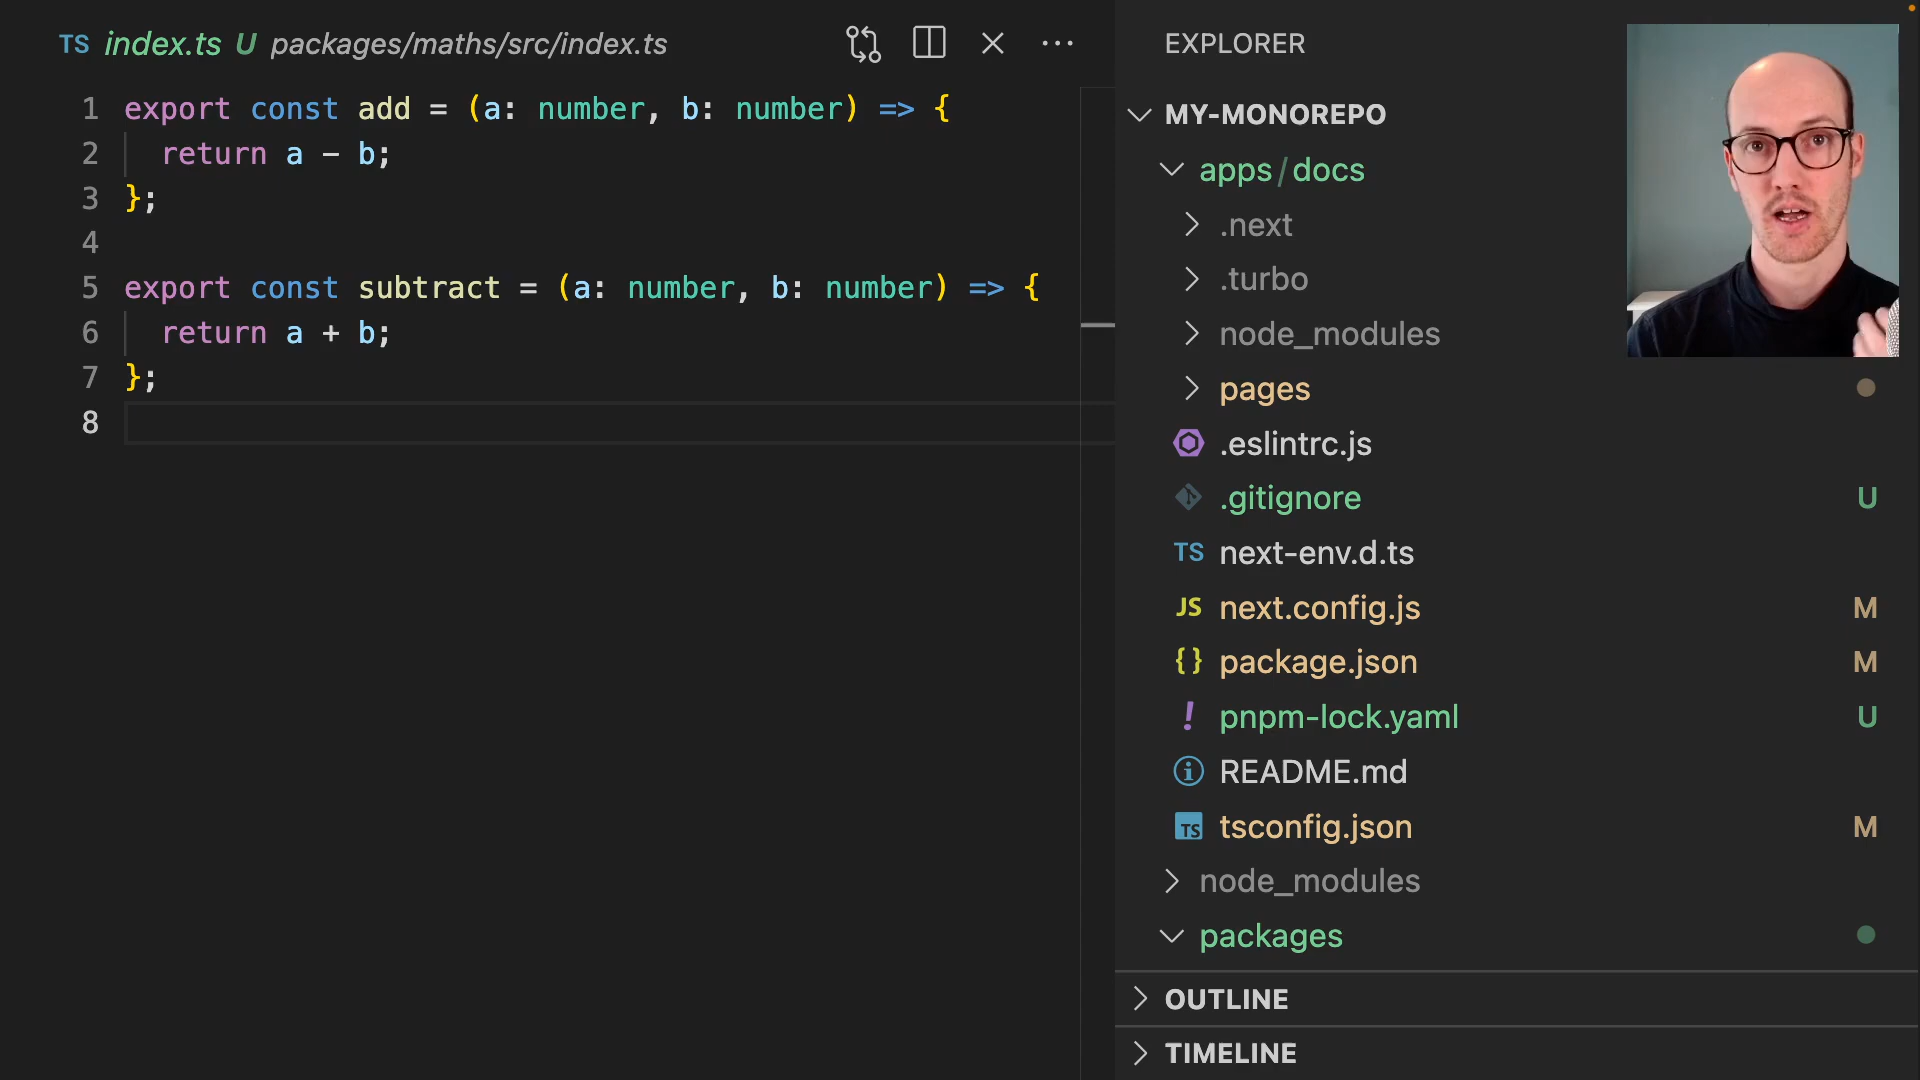 TS index.ts U packages/maths/src/index.ts
1 export const add = (a: number, b: number) => {
2 return a - b;
3 };
4
5 export const subtract = (a: number, b: number) => {
6 return a + b;
7 };
8
EXPLORER
MY-MONOREPO
apps/docs
.next
.turbo
node_modules
pages
.eslintrc.js
.gitignore U
TS next-env.d.ts
JS next.config.js M
{} package.json M
! pnpm-lock.yaml U
README.md
TS tsconfig.json M
node_modules
packages
OUTLINE
TIMELINE